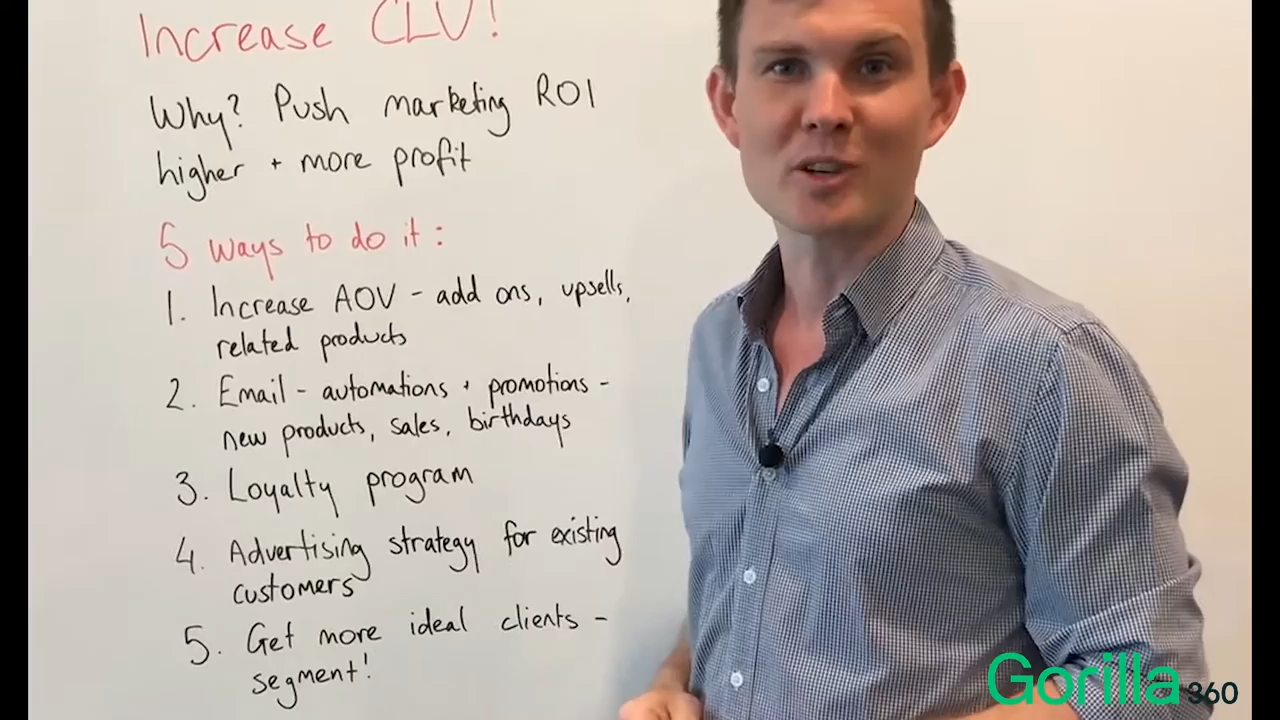 Increase CLV!
Why? Push marketing ROI
higher + more profit
5 ways to do it:
1. Increase AOV - add ons, upsells,
related products
2. Email - automations + promotions -
new products, sales, birthdays
3. Loyalty program
4. Advertising strategy for existing
customers
5. Get more ideal clients -
segment!
Gorilla 360